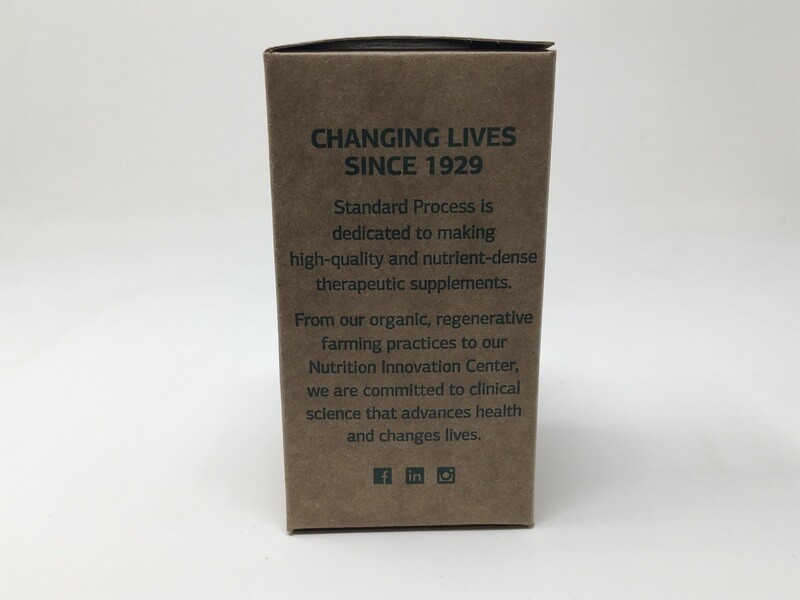 CHANGING LIVES
SINCE 1929
Standard Process is
dedicated to making
high-quality and nutrient-dense
therapeutic supplements.
From our organic, regenerative
farming practices to our
Nutrition Innovation Center,
we are committed to clinical
science that advances health
and changes lives.
f in